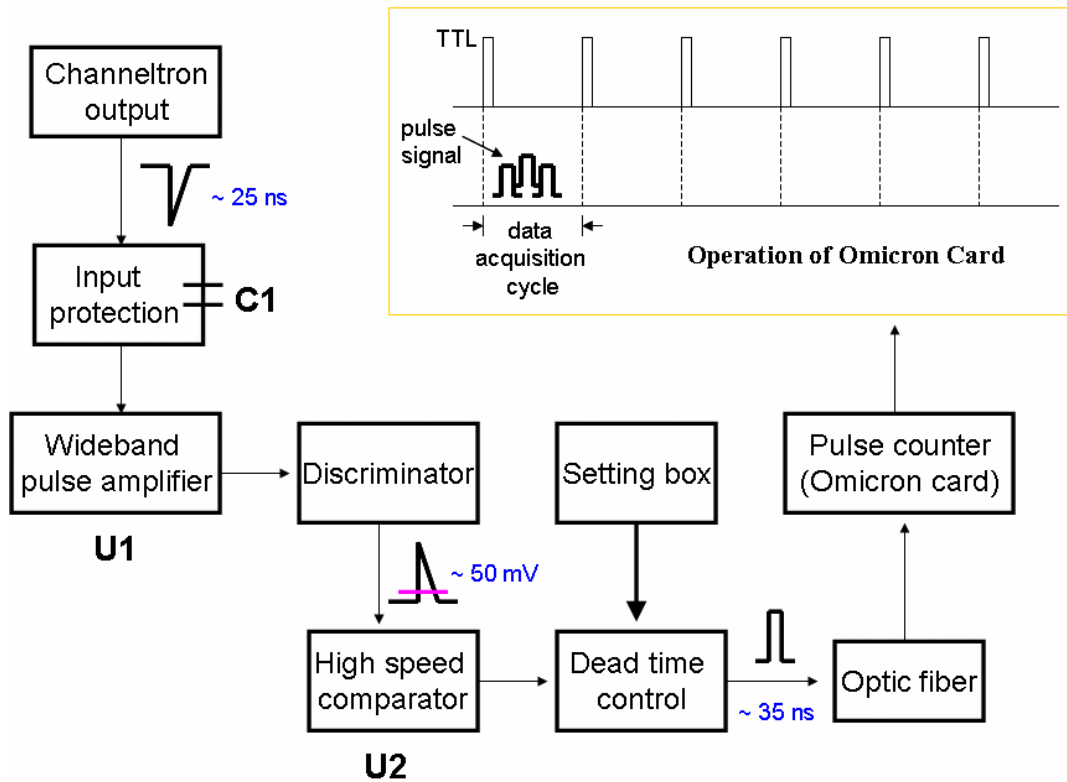 Channeltron
output
~ 25 ns
Input
protection
C1
Wideband
pulse amplifier
U1
Discriminator
~ 50 mV
High speed
comparator
U2
Setting box
Dead time
control
~ 35 ns
Optic fiber
Pulse counter
(Omicron card)
TTL
pulse
signal
data
acquisition
cycle
Operation of Omicron Card